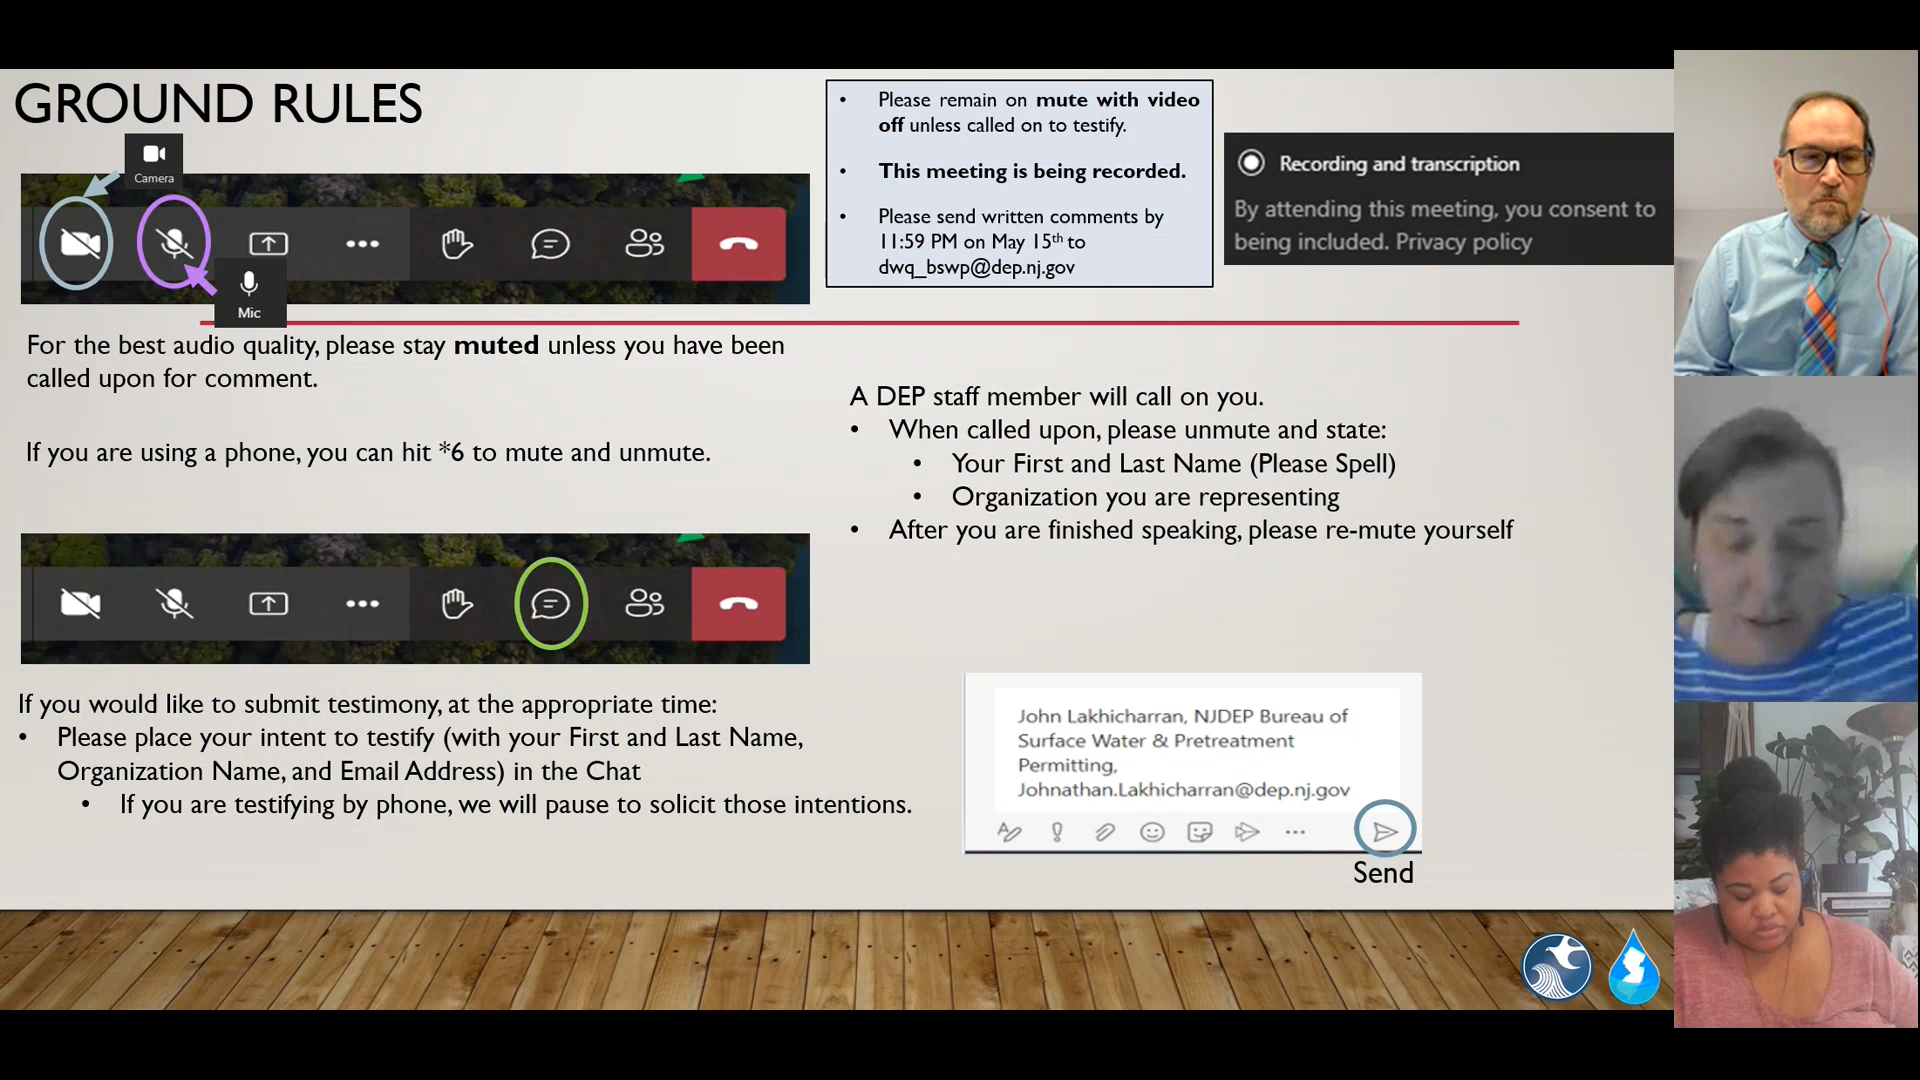 GROUND RULES
Camera
Mic
• Please remain on mute with video
off unless called on to testify.
• This meeting is being recorded.
• Please send written comments by
11:59 PM on May 15th to
dwq_bswp@dep.nj.gov
Recording and transcription
By attending this meeting, you consent to
being included. Privacy policy
For the best audio quality, please stay muted unless you have been
called upon for comment.
If you are using a phone, you can hit *6 to mute and unmute.
A DEP staff member will call on you.
• When called upon, please unmute and state:
• Your First and Last Name (Please Spell)
• Organization you are representing
• After you are finished speaking, please re-mute yourself
If you would like to submit testimony, at the appropriate time:
• Please place your intent to testify (with your First and Last Name,
Organization Name, and Email Address) in the Chat
• If you are testifying by phone, we will pause to solicit those intentions.
John Lakhicharran, NJDEP Bureau of
Surface Water & Pretreatment
Permitting,
Johnathan.Lakhicharran@dep.nj.gov
Send